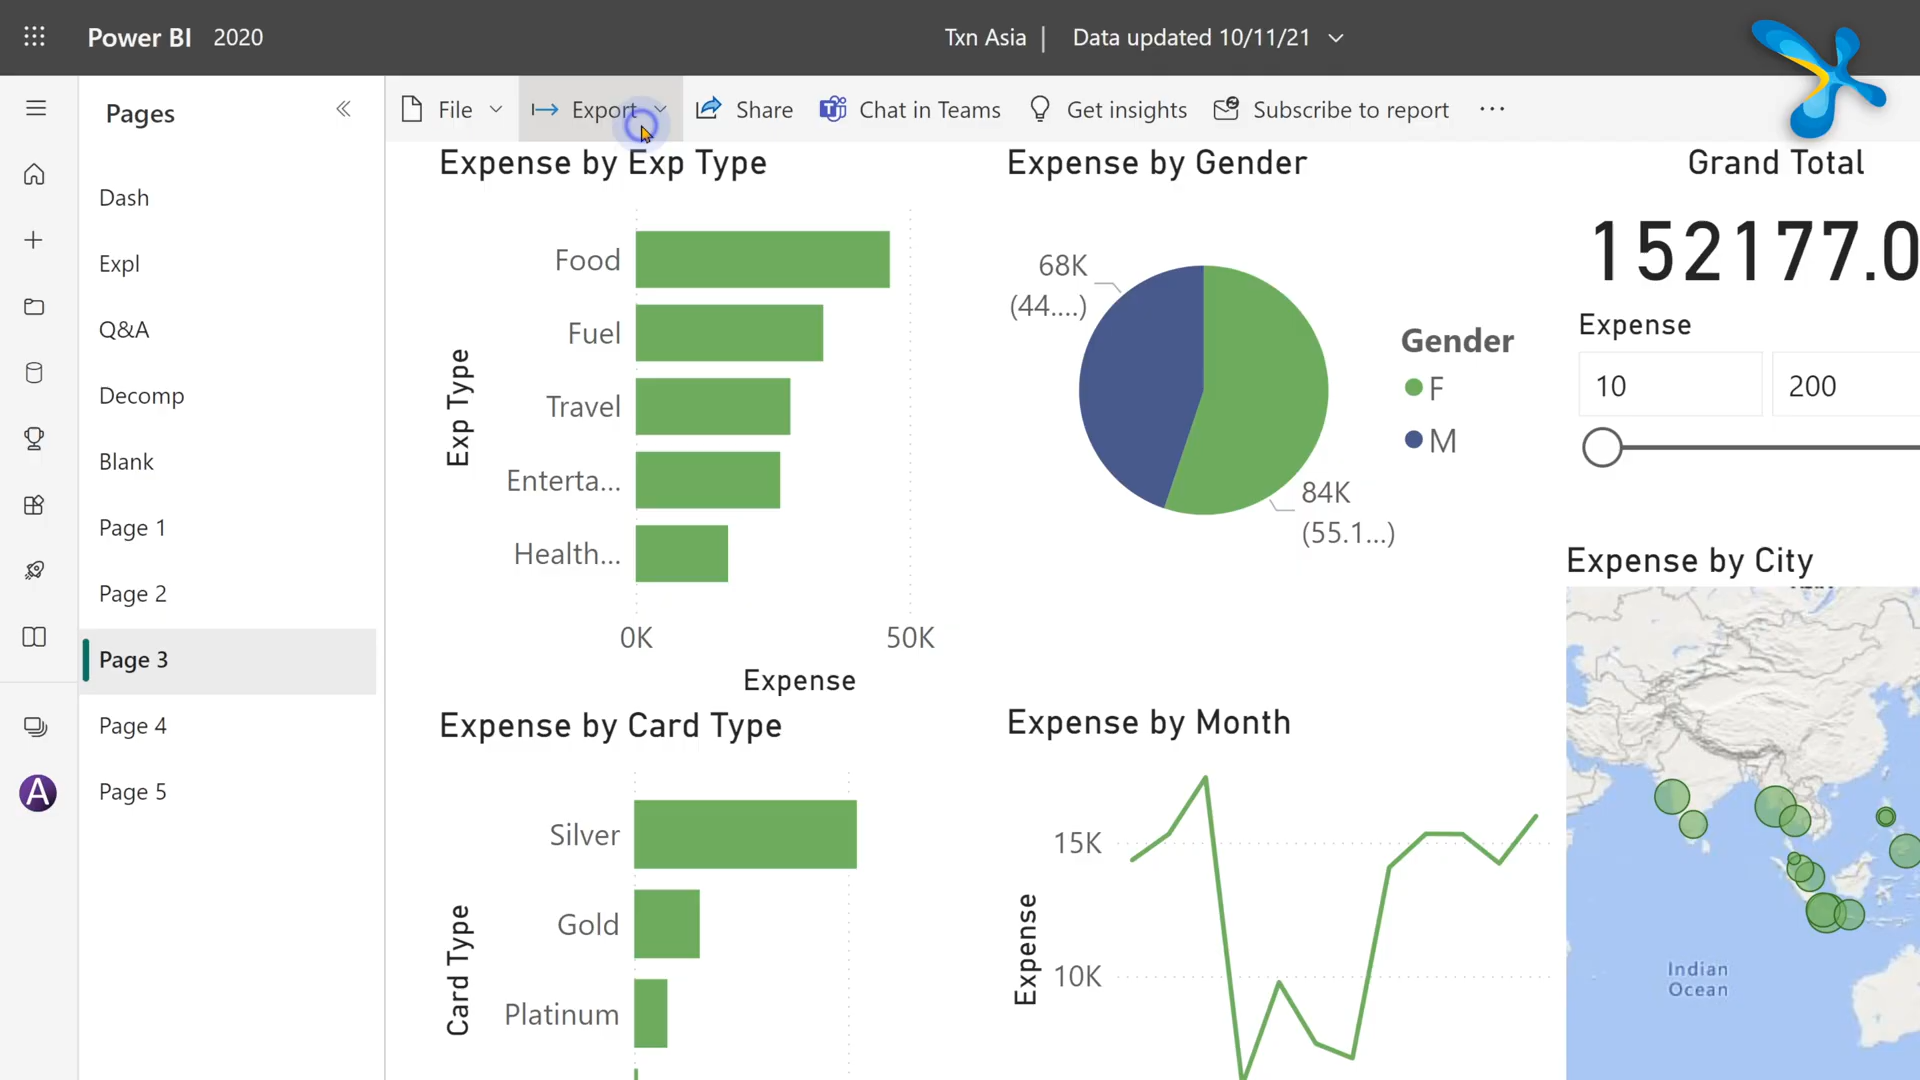 Power BI 2020
Txn Asia | Data updated 10/11/21
Pages
File
Export
Share
Chat in Teams
Get insights
Subscribe to report
Dash
Expl
Q&A
Decomp
Blank
Page 1
Page 2
Page 3
Page 4
Page 5
A
Expense by Exp Type
Exp Type
Food
Fuel
Travel
Enterta...
Health...
0K 50K
Expense
Expense by Gender
68K
(44....)
84K
(55.1...)
Gender
F
M
Grand Total
152177.0
Expense
10 200
Expense by City
Indian
Ocean
Expense by Card Type
Card Type
Silver
Gold
Platinum
Expense by Month
Expense
15K
10K